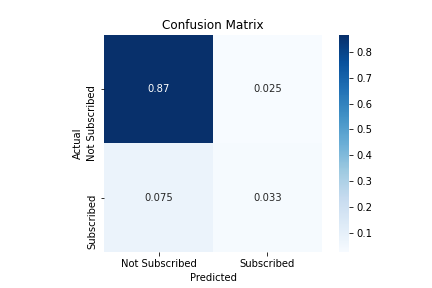 Confusion Matrix
Actual
Not Subscribed
Subscribed
0.87
0.025
0.075
0.033
Not Subscribed
Subscribed
Predicted
0.8
0.7
0.6
0.5
0.4
0.3
0.2
0.1